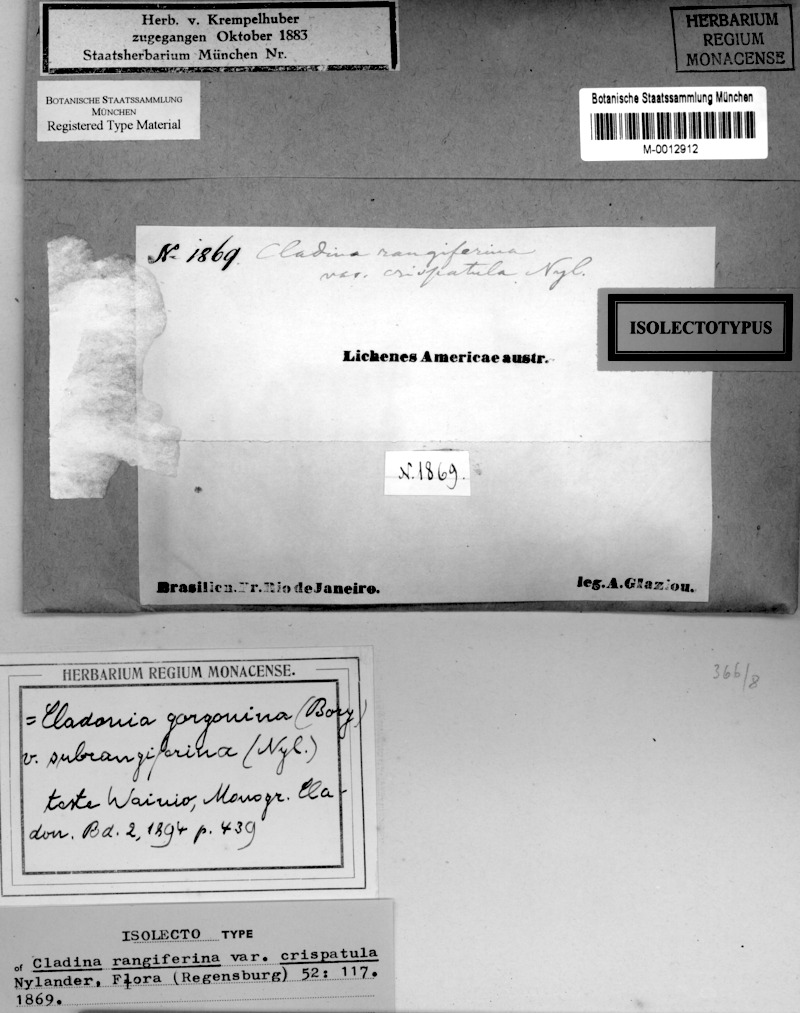 Herb. v. Krempelhuber
zugegangen Oktober 1883
Staatsherbarium München Nr.
HERBARIUM
REGIUM
MONACENSE
BOTANISCHE STAATSSAMMLUNG
MÜNCHEN
Registered Type Material
Botanische Staatssammlung München
M-0012912
N. 1869. Cladina rangiferina
var. crispatula Nyl.
ISOLECTOTYPUS
Lichenes Americae austr.
N. 1869.
Brasilien. Pr. Rio de Janeiro.
leg. A. Glaziou.
366/8
HERBARIUM REGIUM MONACENSE.
= Cladonia gorgonina (Bory)
v. subrangiferina (Nyl.)
teste Wainio, Monogr. Cla-
don. Bd. 2, 1894 p. 439
ISOLECTO TYPE
of Cladina rangiferina var. crispatula
Nylander, Flora (Regensburg) 52: 117.
1869.